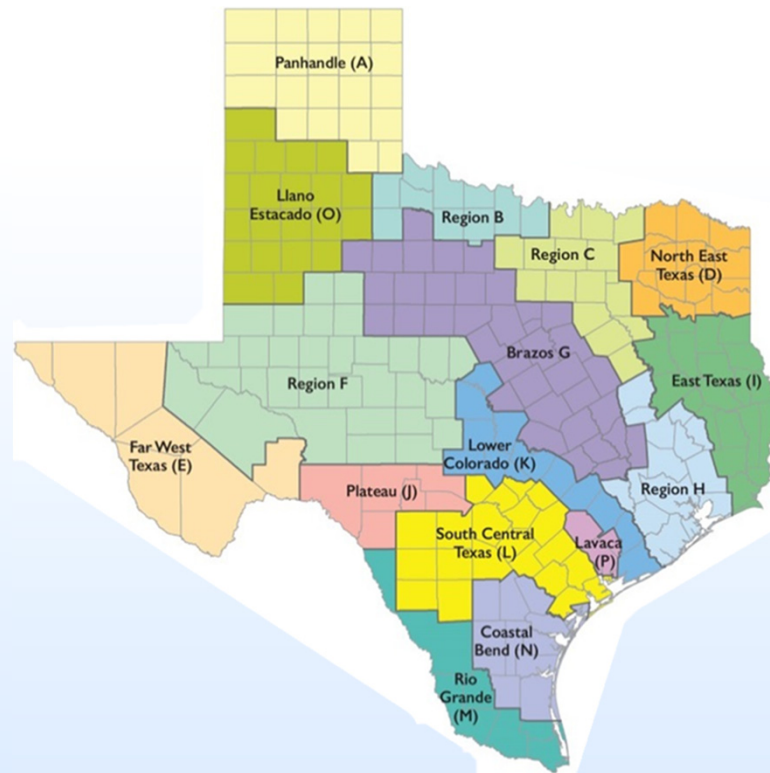 Panhandle (A)
Llano
Estacado (O)
Region B
Region C
North East
Texas (D)
Brazos G
East Texas (I)
Region F
Far West
Texas (E)
Lower
Colorado (K)
Plateau (J)
Region H
South Central
Texas (L)
Lavaca
(P)
Coastal
Bend (N)
Rio
Grande
(M)